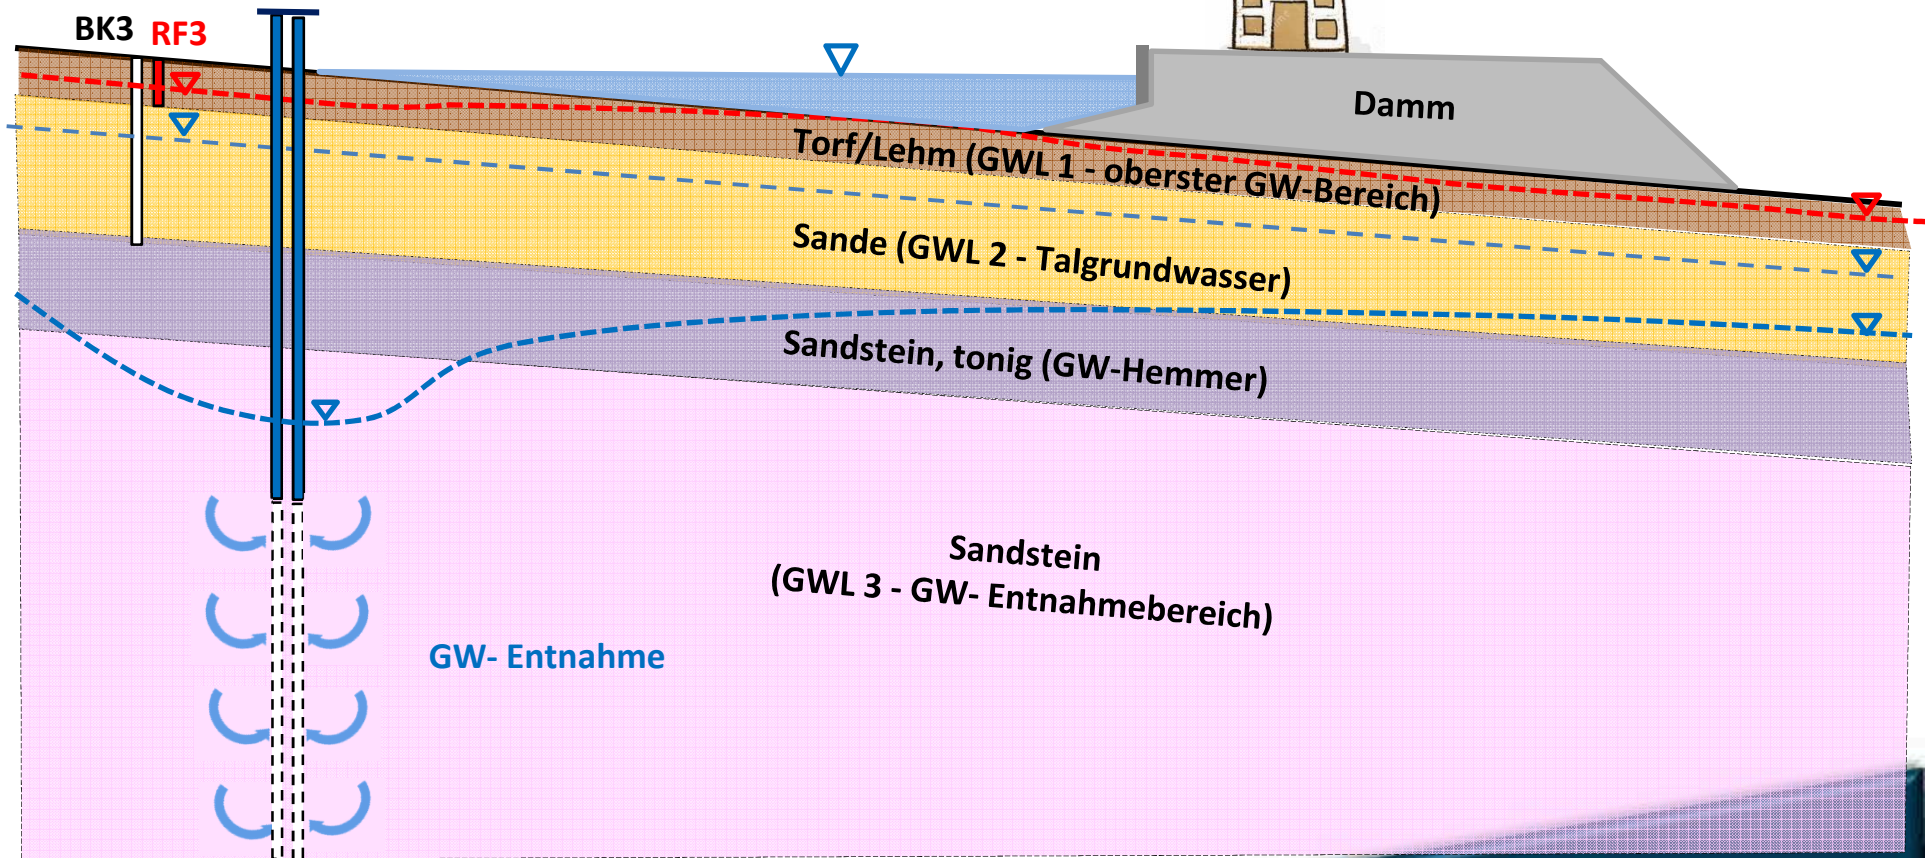 BK3
RF3
Damm
Torf/Lehm (GWL 1 - oberster GW-Bereich)
Sande (GWL 2 - Talgrundwasser)
Sandstein, tonig (GW-Hemmer)
Sandstein
(GWL 3 - GW- Entnahmebereich)
GW- Entnahme